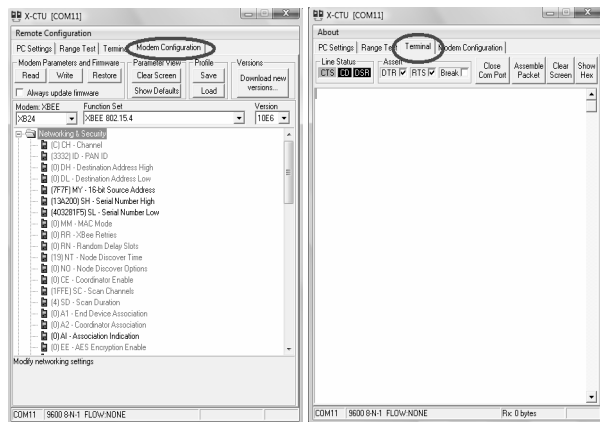 X-CTU [COM11]
Remote Configuration
PC Settings Range Test Terminal Modem Configuration
Modem Parameters and Firmware Parameter View Profile Versions
Read Write Restore Clear Screen Save Download new versions...
Always update firmware Show Defaults Load
Modem: XBEE Function Set Version
XB24 XBEE 802.15.4 10E6
Networking & Security
(C) CH - Channel
(3332) ID - PAN ID
(0) DH - Destination Address High
(0) DL - Destination Address Low
(7F7F) MY - 16-bit Source Address
(13A200) SH - Serial Number High
(403281F5) SL - Serial Number Low
(0) MM - MAC Mode
(0) RR - XBee Retries
(0) RN - Random Delay Slots
(19) NT - Node Discover Time
(0) NO - Node Discover Options
(0) CE - Coordinator Enable
(1FFE) SC - Scan Channels
(4) SD - Scan Duration
(0) A1 - End Device Association
(0) A2 - Coordinator Association
(0) AI - Association Indication
(0) EE - AES Encryption Enable
Modify networking settings
COM11 9600 8-N-1 FLOW:NONE
X-CTU [COM11]
About
PC Settings Range Test Terminal Modem Configuration
Line Status Assert
CTS CD DSR DTR RTS Break
Close Com Port Assemble Packet Clear Screen Show Hex
COM11 9600 8-N-1 FLOW:NONE Rx: 0 bytes